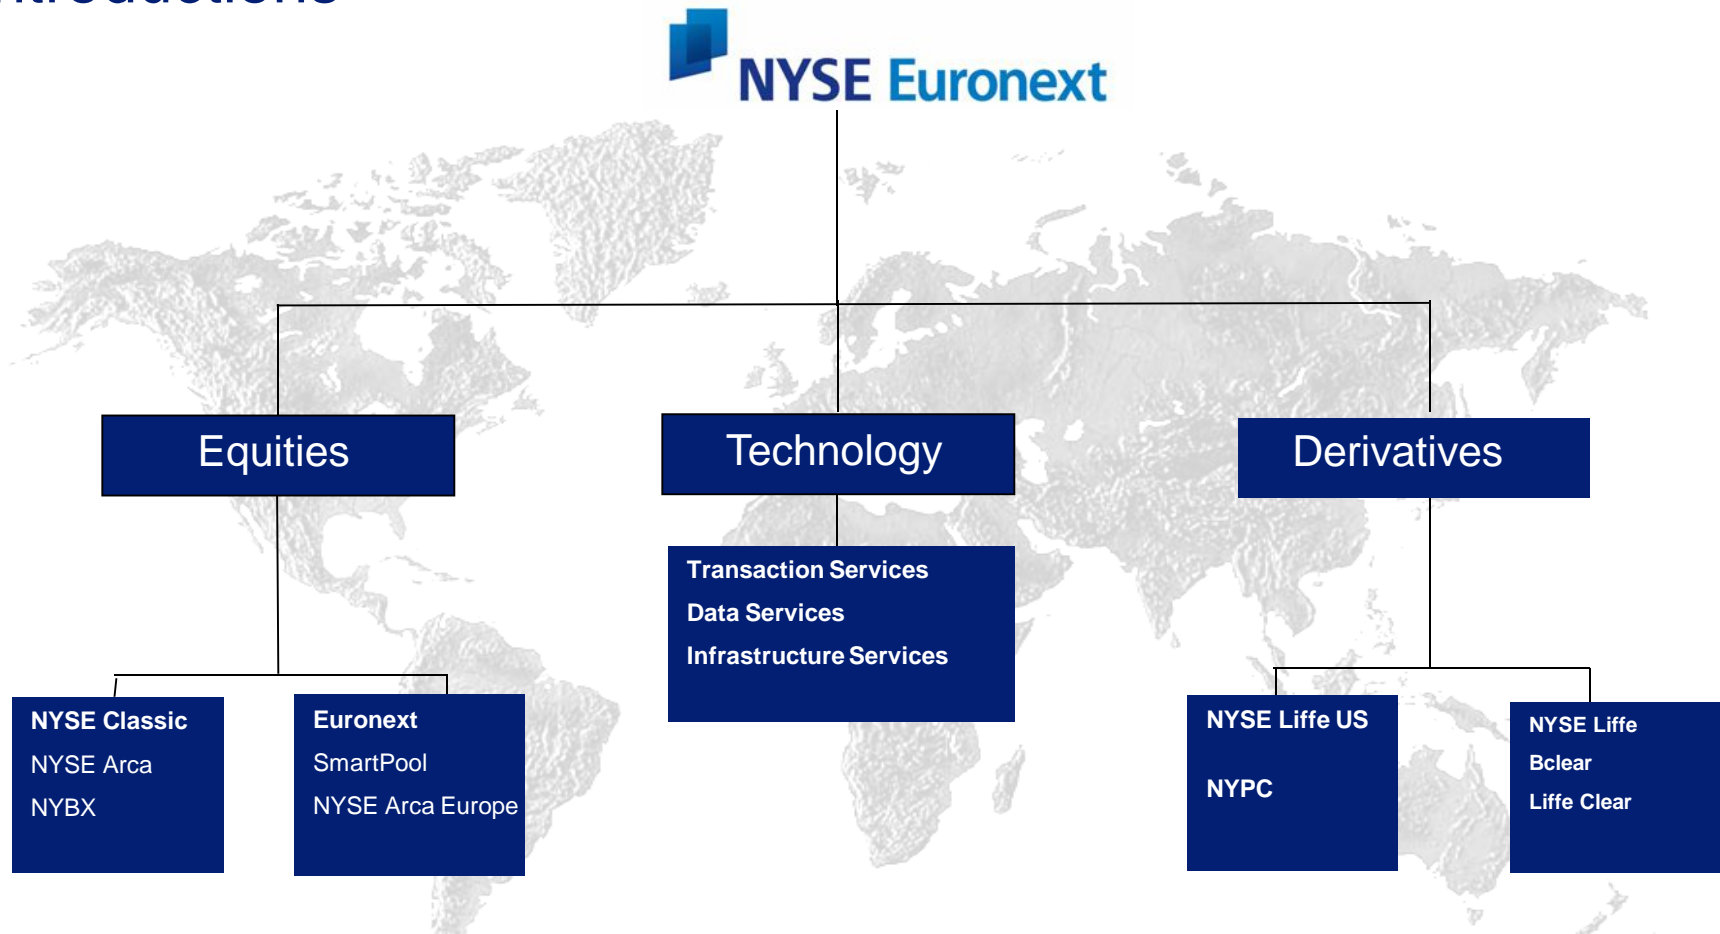 NYSE Euronext
Equities
Technology
Derivatives
Transaction Services
Data Services
Infrastructure Services
NYSE Classic
NYSE Arca
NYBX
Euronext
SmartPool
NYSE Arca Europe
NYSE Liffe US
NYPC
NYSE Liffe
Bclear
Liffe Clear